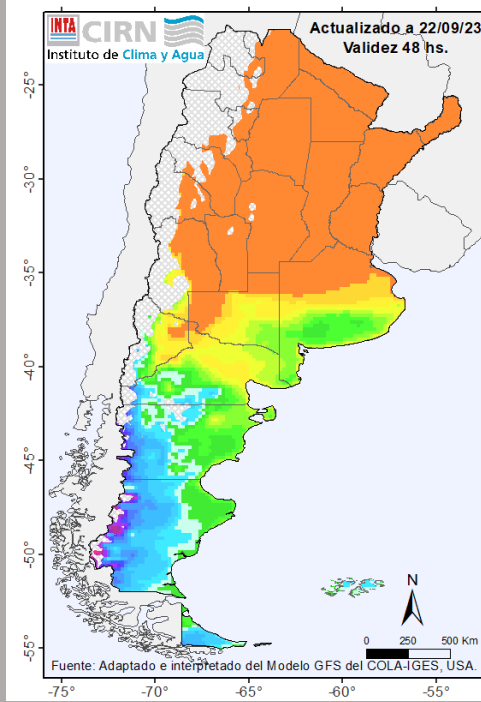 INTA CIRN
Instituto de Clima y Agua
Actualizado a 22/09/23
Validez 48 hs.
-25°
-30°
-35°
-40°
-45°
-50°
-55°
N
0 250 500 Km
Fuente: Adaptado e interpretado del Modelo GFS del COLA-IGES, USA.
-75° -70° -65° -60° -55°